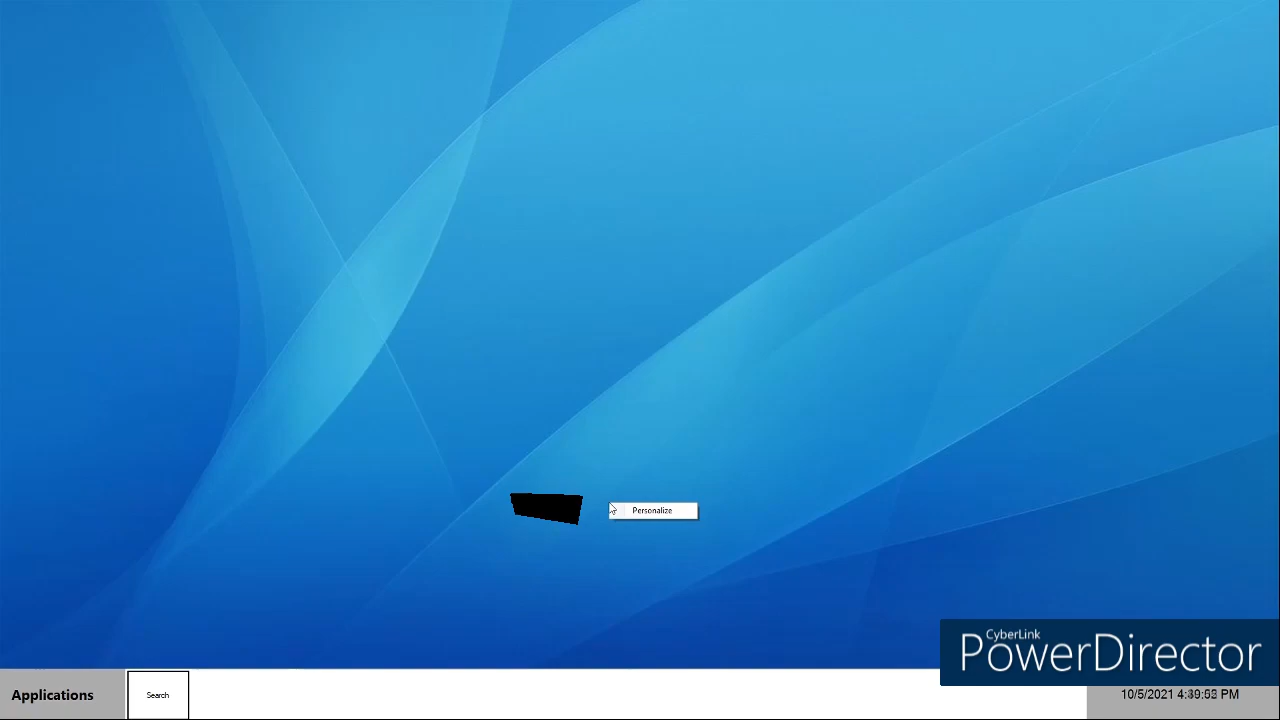 Personalize
CyberLink
PowerDirector
Applications
Search
10/5/2021 PM